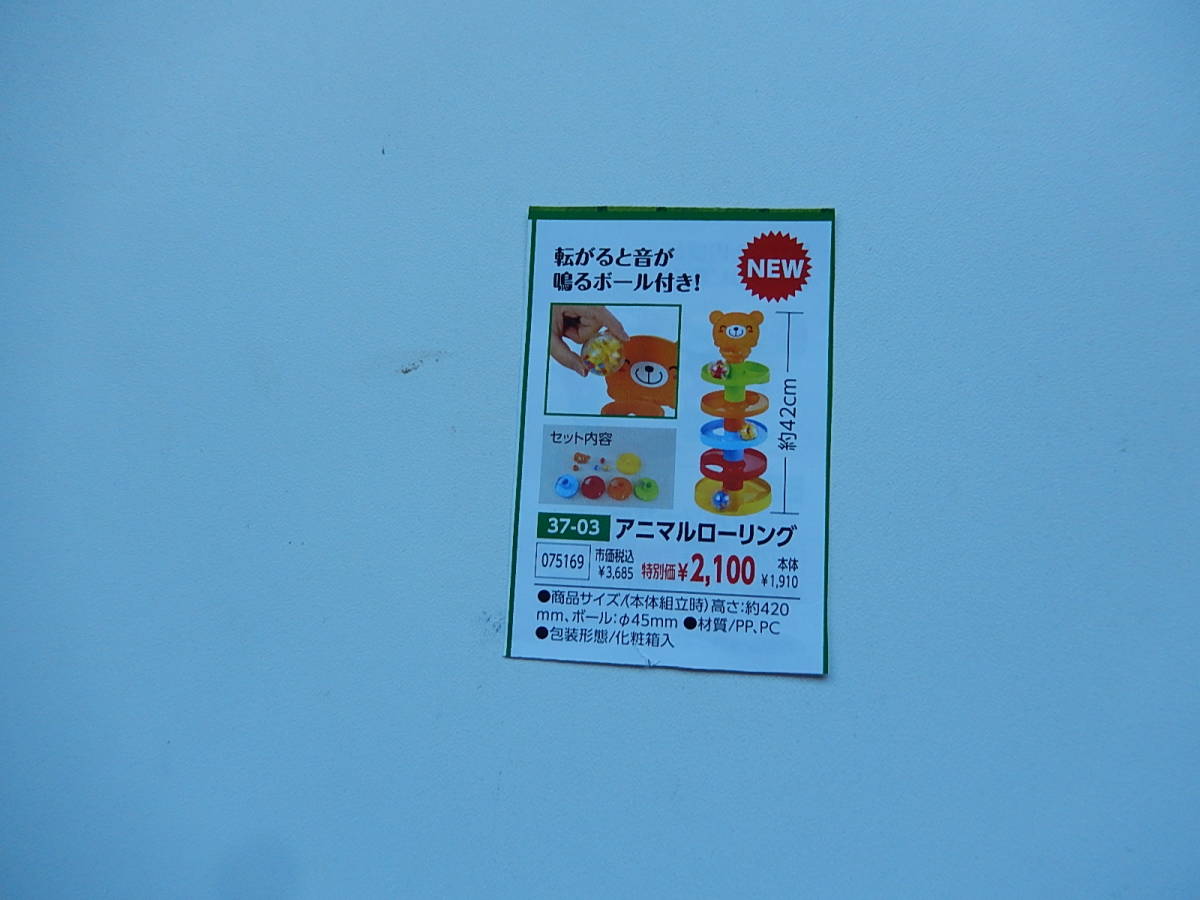 転がると音が
鳴るボール付き!
NEW
約42cm
セット内容
37-03 アニマルローリング
075169 市価税込 ¥3,685 特別価¥2,100 本体 ¥1,910
●商品サイズ/(本体組立時)高さ:約420
mm、ボール:φ45mm ●材質/PP、PC
●包装形態/化粧箱入